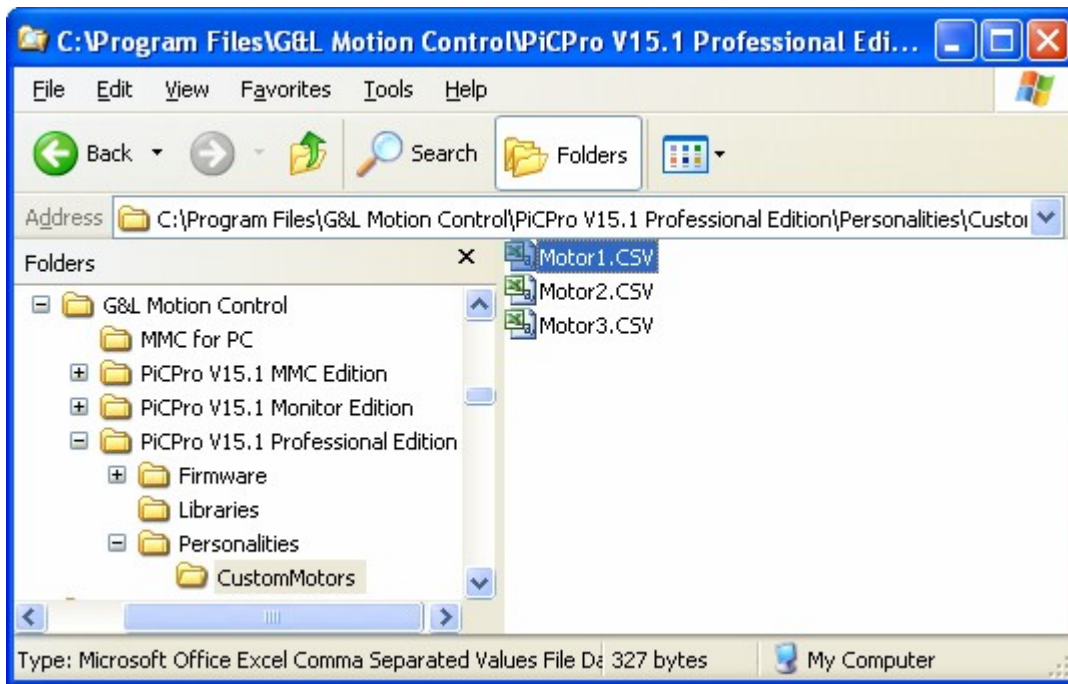 C:\Program Files\G&L Motion Control\PiCPro V15.1 Professional Edi...
File Edit View Favorites Tools Help
Back Search Folders
Address C:\Program Files\G&L Motion Control\PiCPro V15.1 Professional Edition\Personalities\Custo
Folders
G&L Motion Control
MMC for PC
PiCPro V15.1 MMC Edition
PiCPro V15.1 Monitor Edition
PiCPro V15.1 Professional Edition
Firmware
Libraries
Personalities
CustomMotors
Motor1.CSV
Motor2.CSV
Motor3.CSV
Type: Microsoft Office Excel Comma Separated Values File Da 327 bytes My Computer